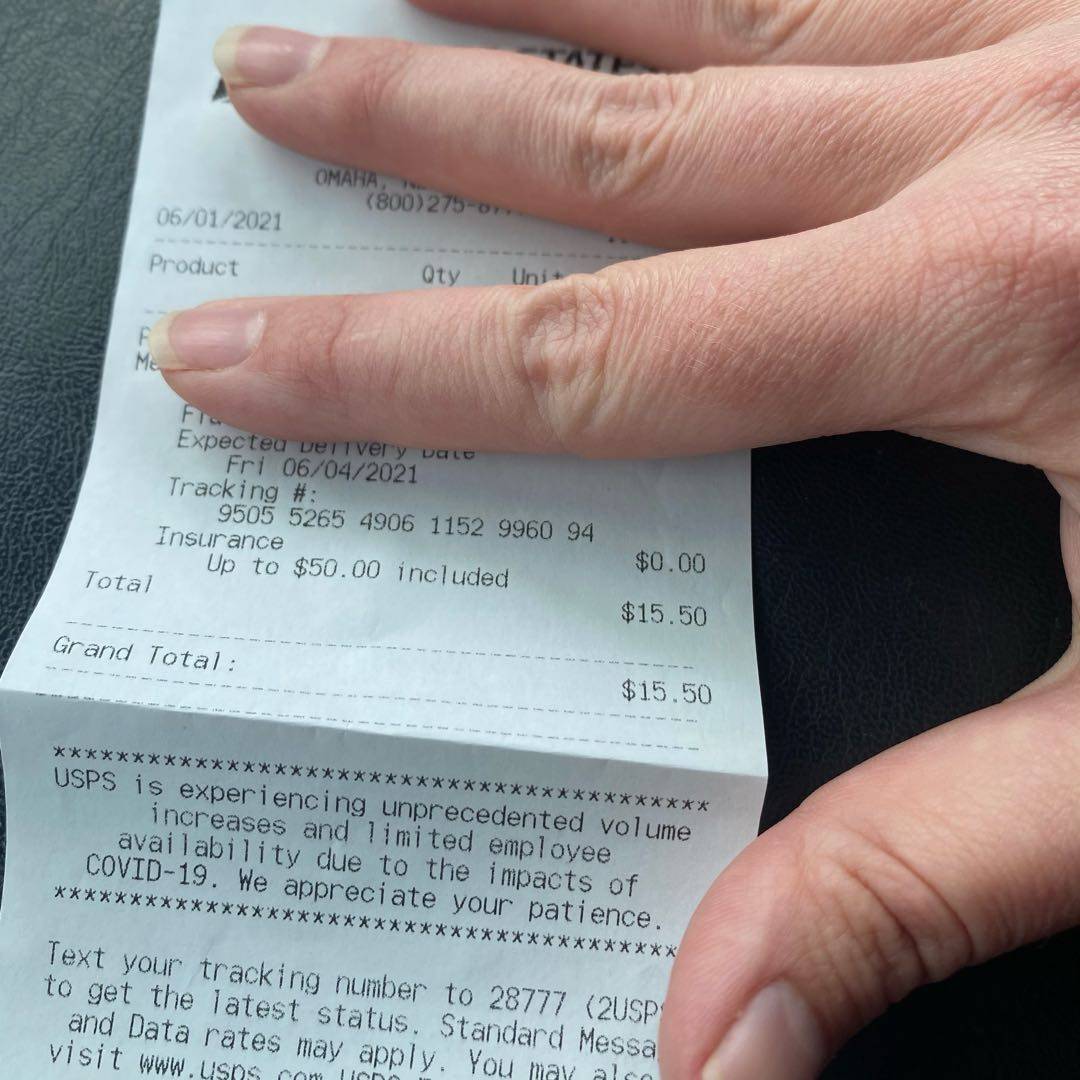 OMAHA,
(800)275-
06/01/2021
Product Qty Unit
Expected Delivery Date
Fri 06/04/2021
Tracking #:
9505 5265 4906 1152 9960 94
Insurance $0.00
Up to $50.00 included
Total $15.50
Grand Total: $15.50
******************************************
USPS is experiencing unprecedented volume
increases and limited employee
availability due to the impacts of
COVID-19. We appreciate your patience.
******************************************
Text your tracking number to 28777 (2USP
to get the latest status. Standard Messa
and Data rates may apply. You may also
visit www.usps.com